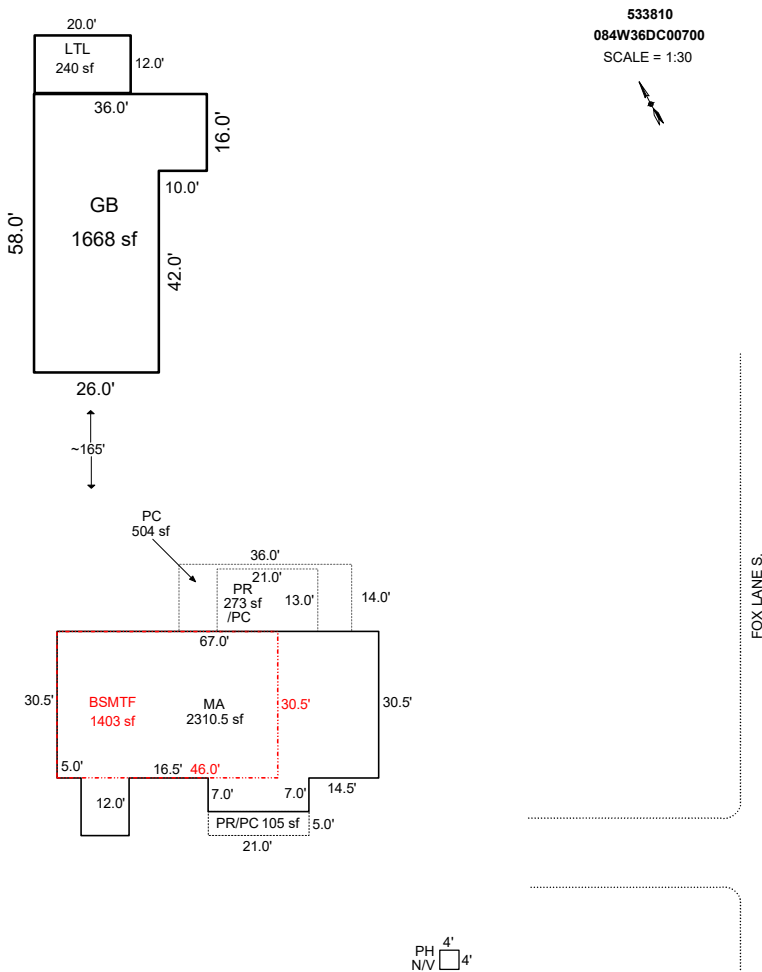 533810
084W36DC00700
SCALE = 1:30
20.0'
LTL
240 sf
12.0'
36.0'
16.0'
10.0'
GB
1668 sf
58.0'
42.0'
26.0'
~165'
PC
504 sf
36.0'
21.0'
PR
273 sf
/PC
13.0'
14.0'
67.0'
30.5'
BSMTF
1403 sf
MA
2310.5 sf
30.5'
30.5'
5.0'
16.5'
46.0'
14.5'
12.0'
7.0'
7.0'
PR/PC 105 sf
5.0'
21.0'
FOX LANE S.
PH
N/V
4'
4'